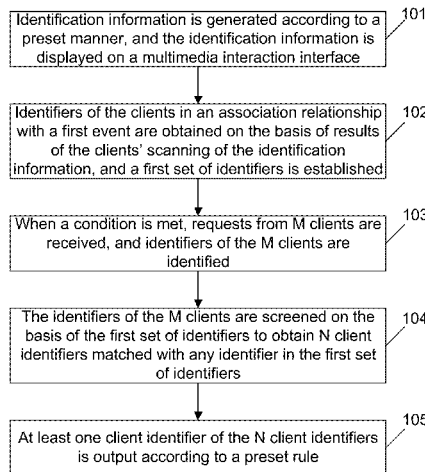 Identification information is generated according to a
preset manner, and the identification information is
displayed on a multimedia interaction interface
101
Identifiers of the clients in an association relationship
with a first event are obtained on the basis of results
of the clients' scanning of the identification
information, and a first set of identifiers is established
102
When a condition is met, requests from M clients are
received, and identifiers of the M clients are
identified
103
The identifiers of the M clients are screened on the
basis of the first set of identifiers to obtain N client
identifiers matched with any identifier in the first set
of identifiers
104
At least one client identifier of the N client identifiers
is output according to a preset rule
105